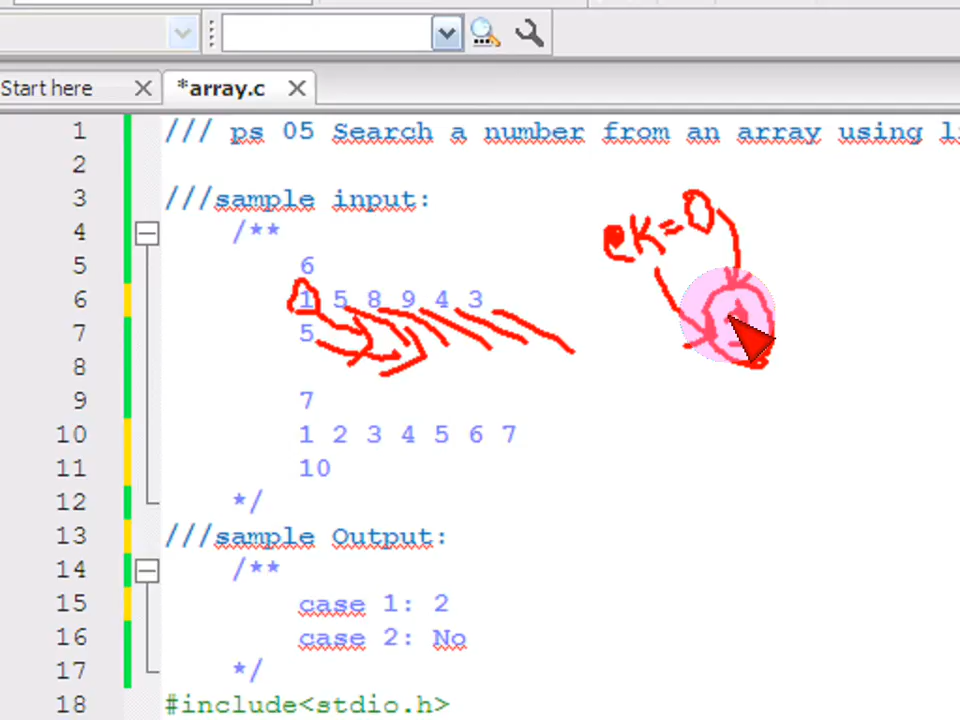 Start here
*array.c
1 /// ps 05 Search a number from an array using li
2
3 ///sample input:
4 /**
5 6
6 1 5 8 9 4 3
7 5
8
9 7
10 1 2 3 4 5 6 7
11 10
12 */
13 ///sample Output:
14 /**
15 case 1: 2
16 case 2: No
17 */
18 #include<stdio.h>